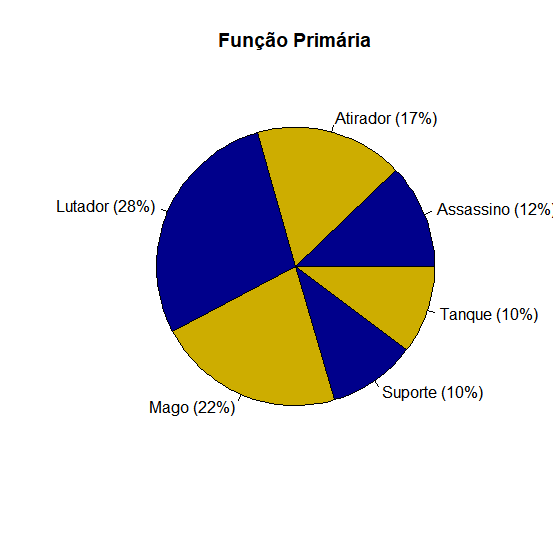 Função Primária
Atirador (17%)
Lutador (28%)
Assassino (12%)
Tanque (10%)
Suporte (10%)
Mago (22%)